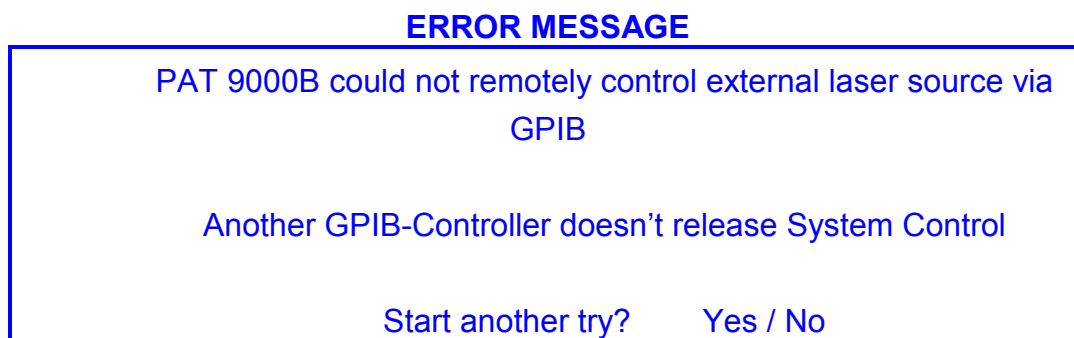 ERROR MESSAGE
PAT 9000B could not remotely control external laser source via
GPIB
Another GPIB-Controller doesn’t release System Control
Start another try? Yes / No